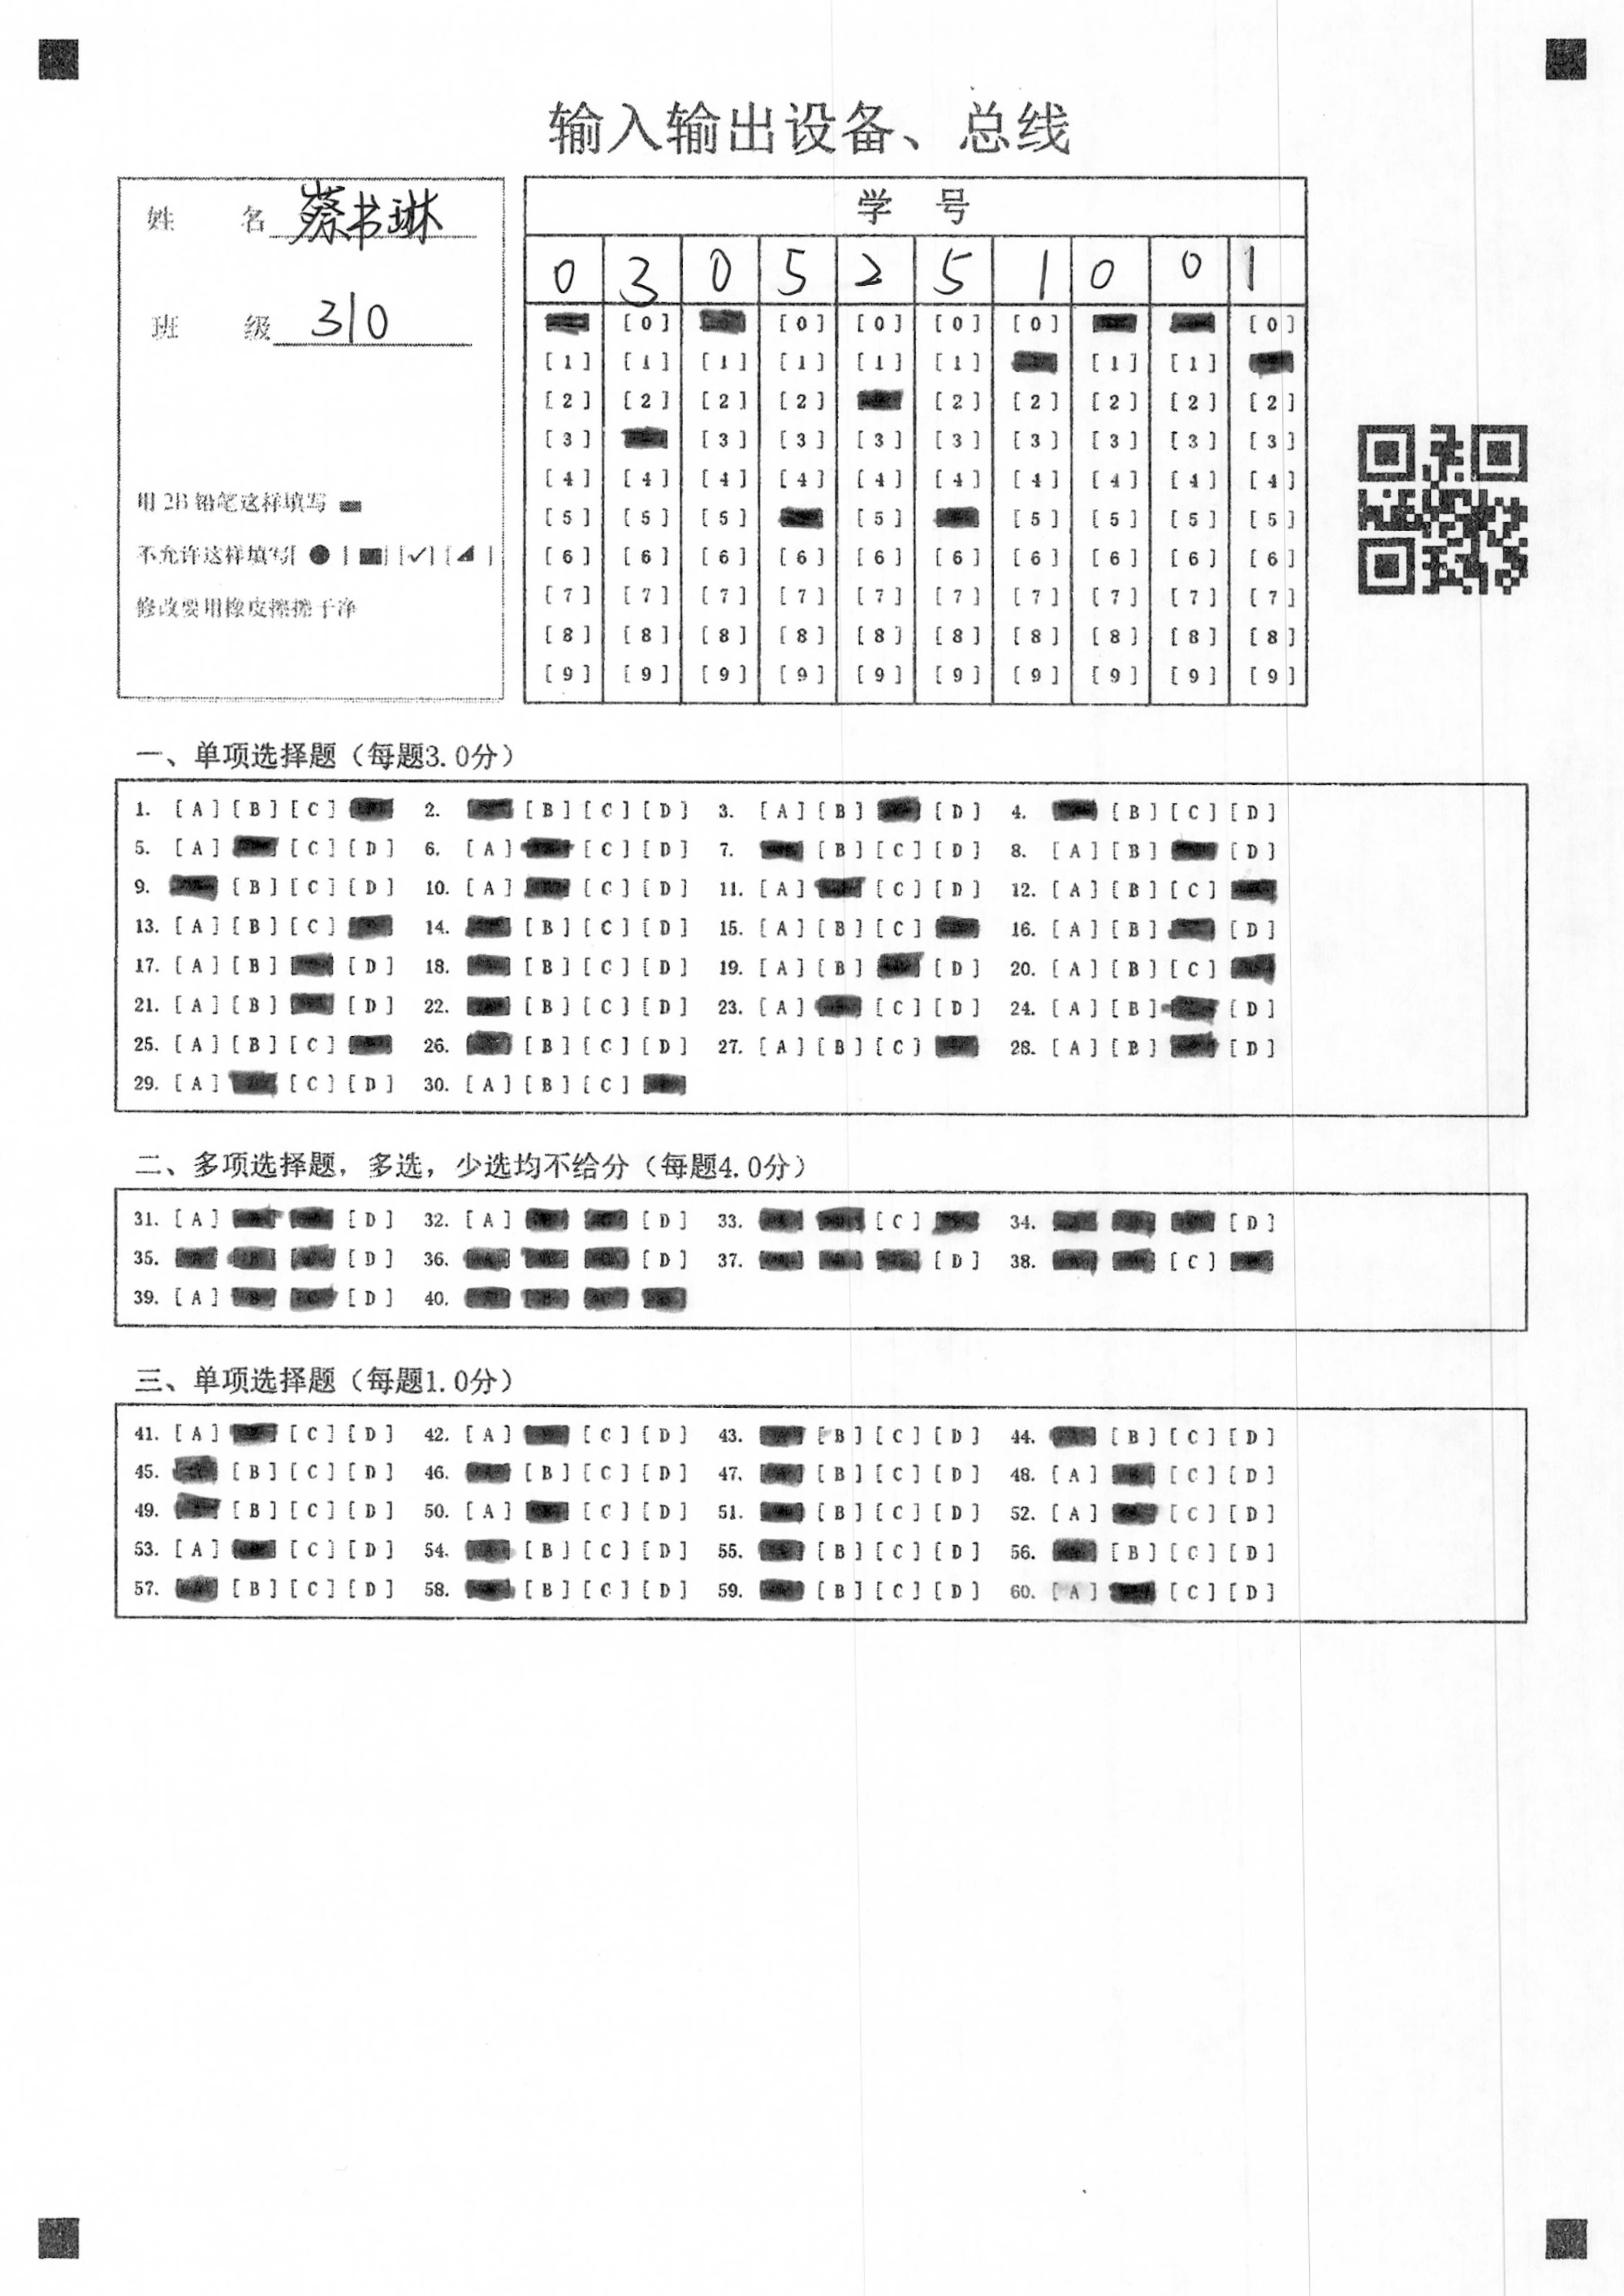 输入输出设备、总线
姓 名 蔡书琳
班 级 310
用2B铅笔这样填写
不允许这样填写[ ● ] [■] [✓] [◢ ]
修改要用橡皮擦擦干净
学 号
0 3 0 5 2 5 1 0 0 1
[0] [0] [0] [0] [0] [0]
[1] [1] [1] [1] [1] [1] [1] [1]
[2] [2] [2] [2] [2] [2] [2] [2] [2]
[3] [3] [3] [3] [3] [3] [3] [3] [3]
[4] [4] [4] [4] [4] [4] [4] [4] [4] [4]
[5] [5] [5] [5] [5] [5] [5] [5]
[6] [6] [6] [6] [6] [6] [6] [6] [6] [6]
[7] [7] [7] [7] [7] [7] [7] [7] [7] [7]
[8] [8] [8] [8] [8] [8] [8] [8] [8] [8]
[9] [9] [9] [9] [9] [9] [9] [9] [9] [9]
一、单项选择题（每题3.0分）
1. [A] [B] [C] 2. [B] [C] [D] 3. [A] [B] [D] 4. [B] [C] [D]
5. [A] [C] [D] 6. [A] [C] [D] 7. [B] [C] [D] 8. [A] [B] [D]
9. [B] [C] [D] 10. [A] [C] [D] 11. [A] [C] [D] 12. [A] [B] [C]
13. [A] [B] [C] 14. [B] [C] [D] 15. [A] [B] [C] 16. [A] [B] [D]
17. [A] [B] [D] 18. [B] [C] [D] 19. [A] [B] [D] 20. [A] [B] [C]
21. [A] [B] [D] 22. [B] [C] [D] 23. [A] [C] [D] 24. [A] [B] [D]
25. [A] [B] [C] 26. [B] [C] [D] 27. [A] [B] [C] 28. [A] [B] [D]
29. [A] [C] [D] 30. [A] [B] [C]
二、多项选择题，多选，少选均不给分（每题4.0分）
31. [A] [D] 32. [A] [D] 33. [C] 34. [D]
35. [D] 36. [D] 37. [D] 38. [C]
39. [A] [D] 40.
三、单项选择题（每题1.0分）
41. [A] [C] [D] 42. [A] [C] [D] 43. [B] [C] [D] 44. [B] [C] [D]
45. [B] [C] [D] 46. [B] [C] [D] 47. [B] [C] [D] 48. [A] [C] [D]
49. [B] [C] [D] 50. [A] [C] [D] 51. [B] [C] [D] 52. [A] [C] [D]
53. [A] [C] [D] 54. [B] [C] [D] 55. [B] [C] [D] 56. [B] [C] [D]
57. [B] [C] [D] 58. [B] [C] [D] 59. [B] [C] [D] 60. [A] [C] [D]